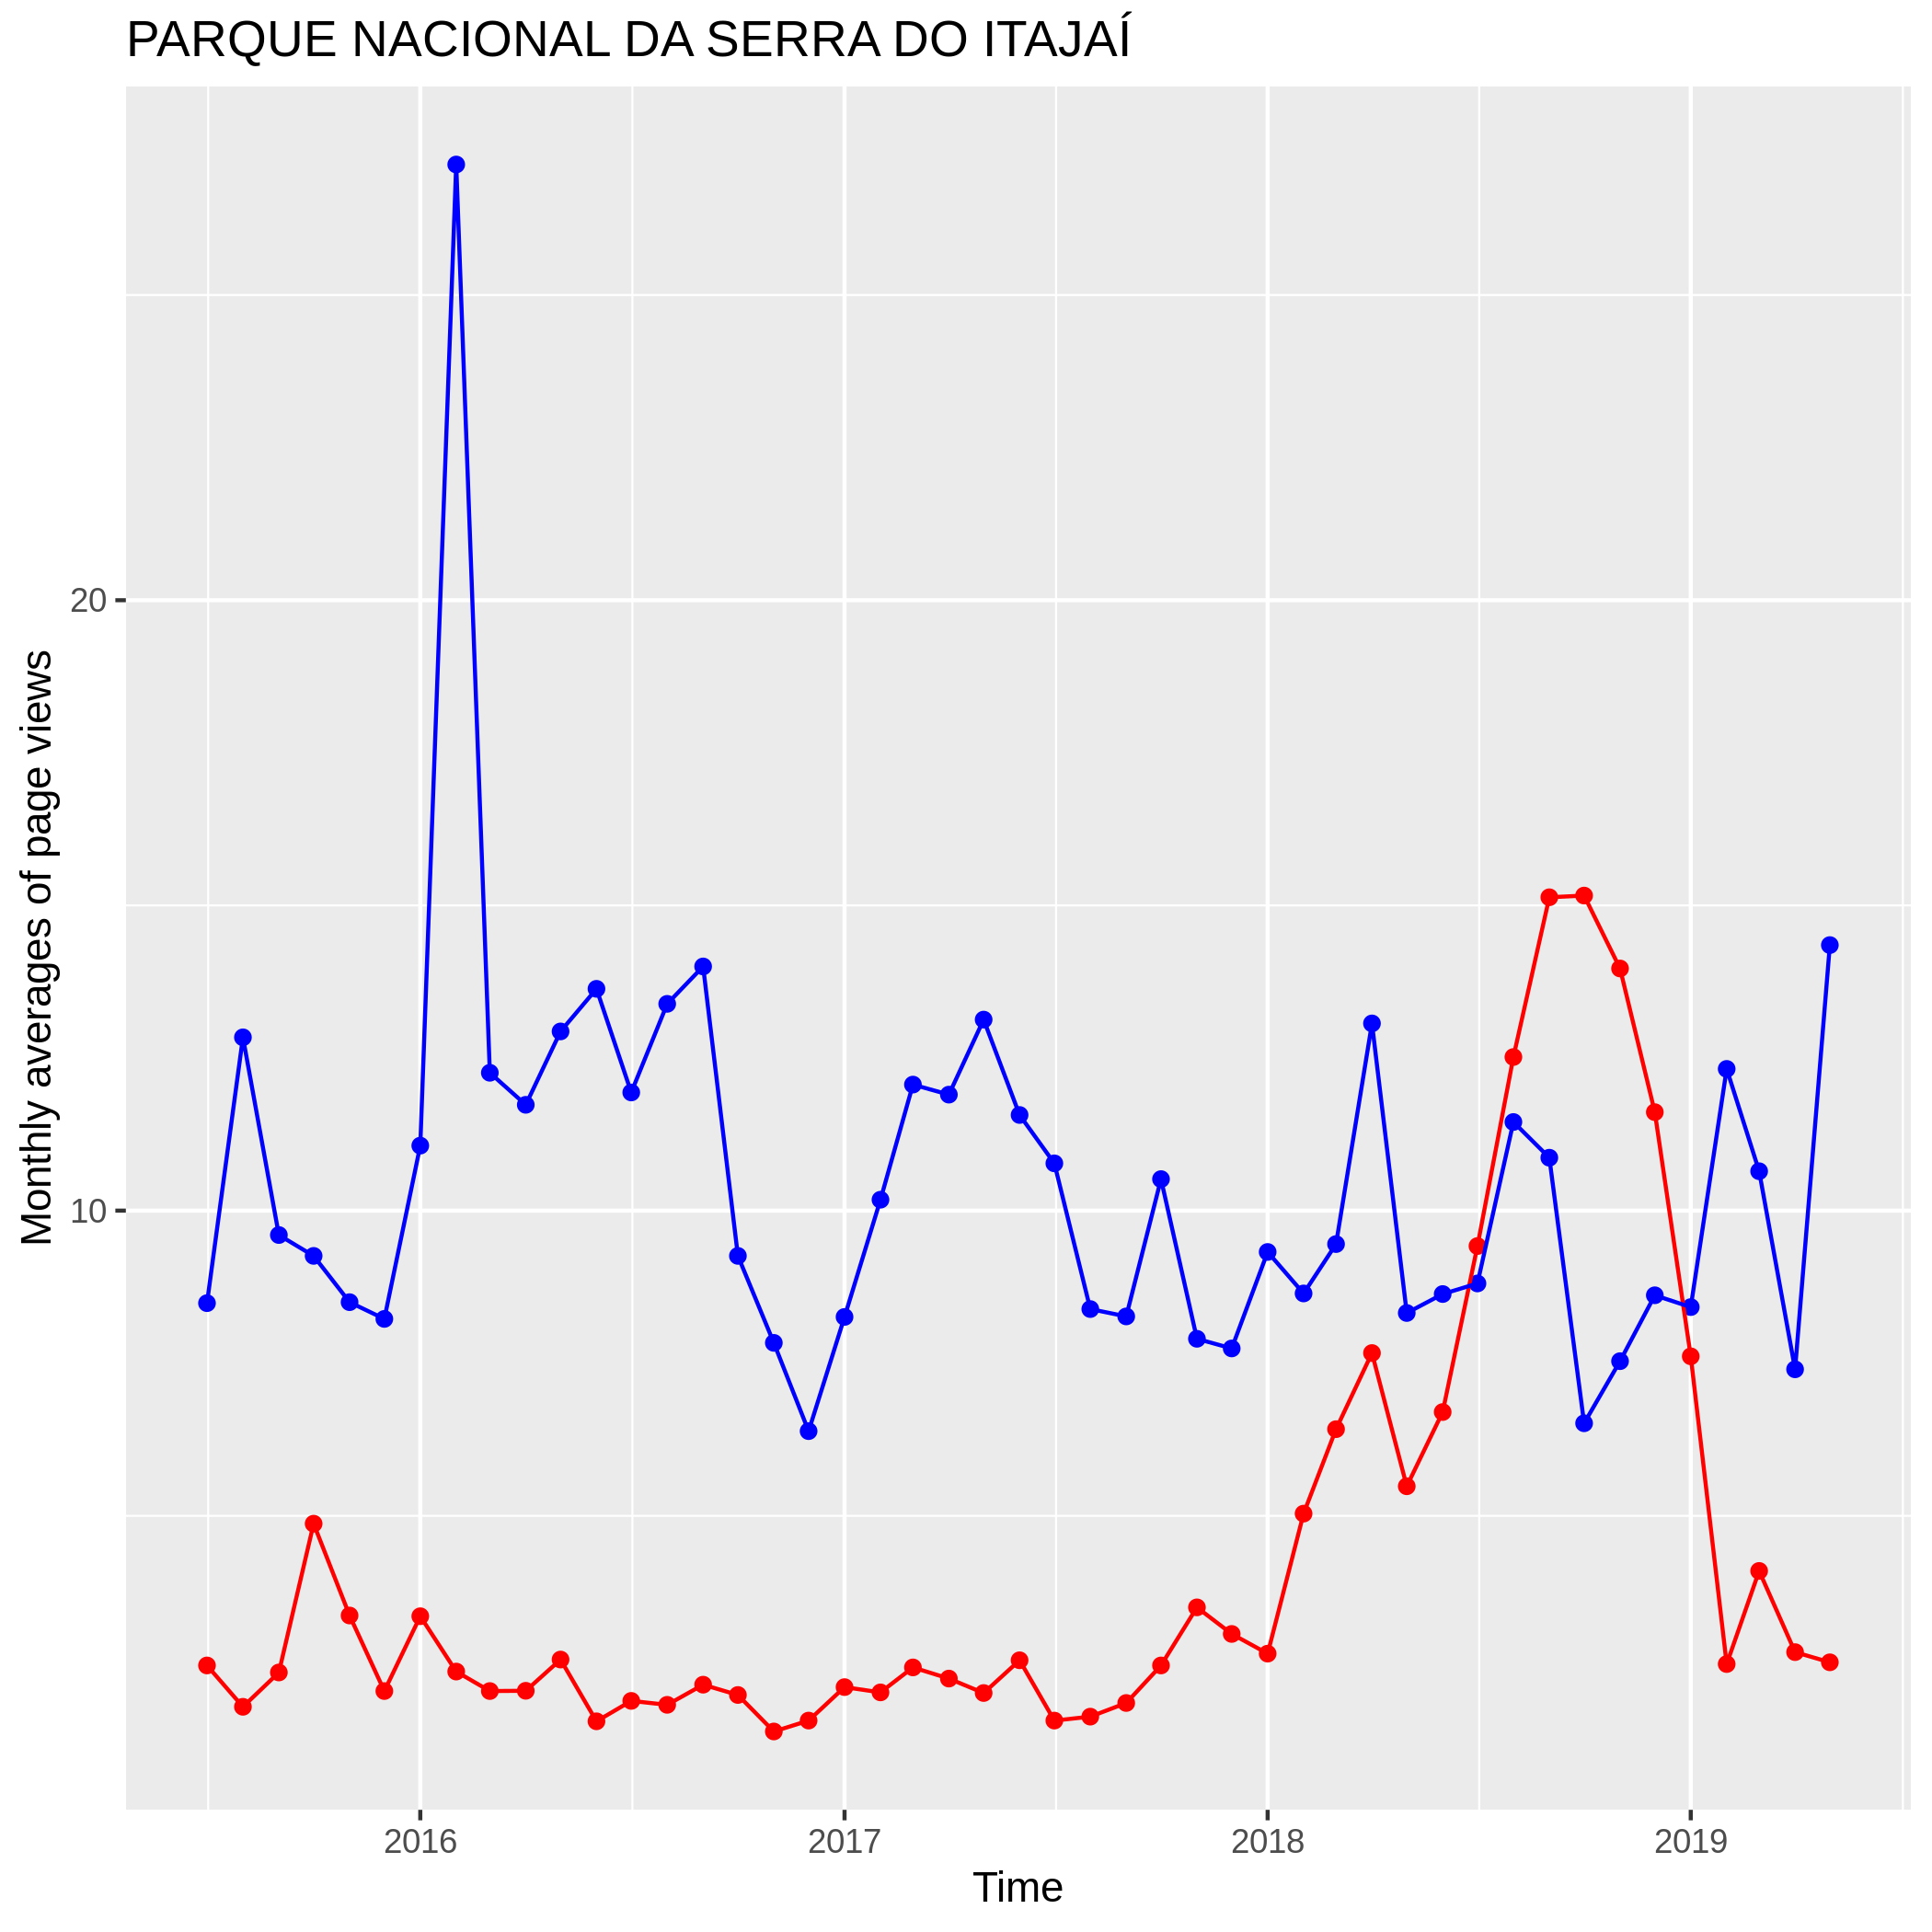 PARQUE NACIONAL DA SERRA DO ITAJAÍ
Monthly averages of page views
20
10
2016
2017
2018
2019
Time